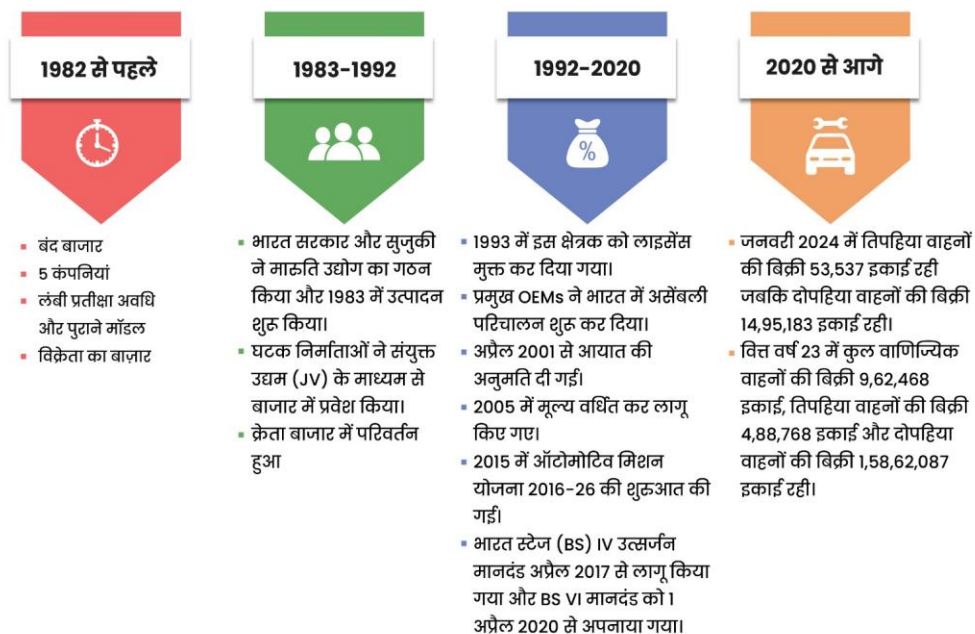 1982 से पहले
बंद बाजार
5 कंपनियां
लंबी प्रतीक्षा अवधि
और पुराने मॉडल
विक्रेता का बाज़ार
1983-1992
भारत सरकार और सुजुकी
ने मारुति उद्योग का गठन
किया और 1983 में उत्पादन
शुरू किया।
घटक निर्माताओं ने संयुक्त
उद्यम (JV) के माध्यम से
बाजार में प्रवेश किया।
क्रेता बाजार में परिवर्तन
हुआ
1992-2020
%
1993 में इस क्षेत्रक को लाइसेंस
मुक्त कर दिया गया।
प्रमुख OEMs ने भारत में असेंबली
परिचालन शुरू कर दिया।
अप्रैल 2001 से आयात की
अनुमति दी गई।
2005 में मूल्य वर्धित कर लागू
किए गए।
2015 में ऑटोमोटिव मिशन
योजना 2016-26 की शुरुआत की
गई।
भारत स्टेज (BS) IV उत्सर्जन
मानदंड अप्रैल 2017 से लागू किया
गया और BS VI मानदंड को 1
अप्रैल 2020 से अपनाया गया।
2020 से आगे
जनवरी 2024 में तिपहिया वाहनों
की बिक्री 53,537 इकाई रही
जबकि दोपहिया वाहनों की बिक्री
14,95,183 इकाई रही।
वित्त वर्ष 23 में कुल वाणिज्यिक
वाहनों की बिक्री 9,62,468
इकाई, तिपहिया वाहनों की बिक्री
4,88,768 इकाई और दोपहिया
वाहनों की बिक्री 1,58,62,087
इकाई रही।